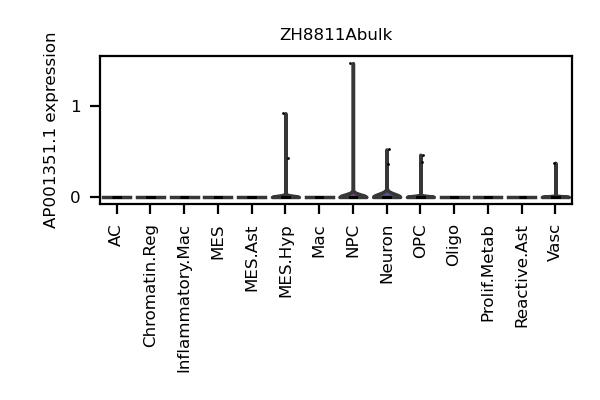 ZH8811Abulk
AP001351.1 expression
1
0
AC
Chromatin.Reg
Inflammatory.Mac
MES
MES.Ast
MES.Hyp
Mac
NPC
Neuron
OPC
Oligo
Prolif.Metab
Reactive.Ast
Vasc